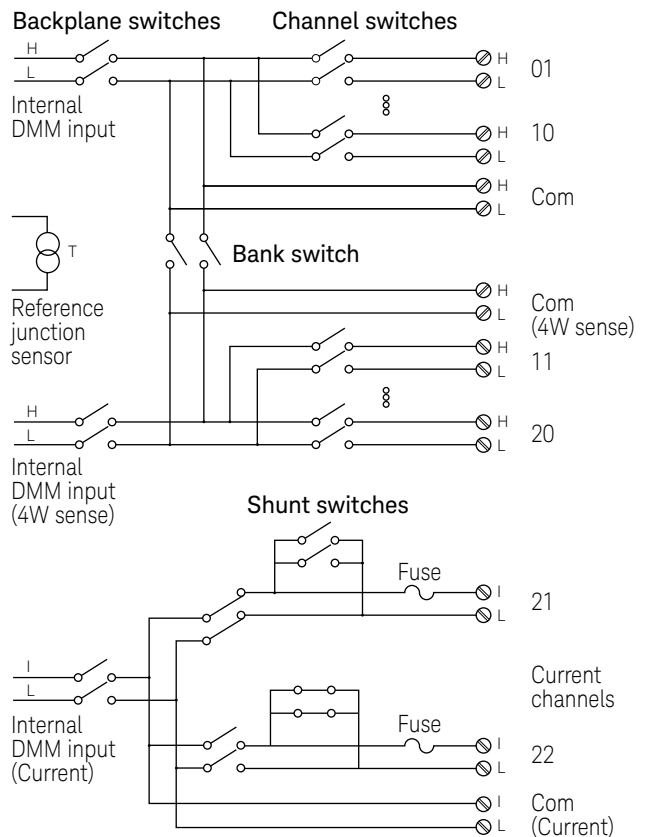 Backplane switches
Channel switches
H
L
Internal
DMM input
H
L
01
H
L
10
H
L
Com
T
Bank switch
Reference
junction
sensor
H
L
Com
(4W sense)
H
L
11
H
L
Internal
DMM input
(4W sense)
H
L
20
Shunt switches
Fuse
I
L
21
I
L
Internal
DMM input
(Current)
Current
channels
Fuse
I
L
22
I
L
Com
(Current)